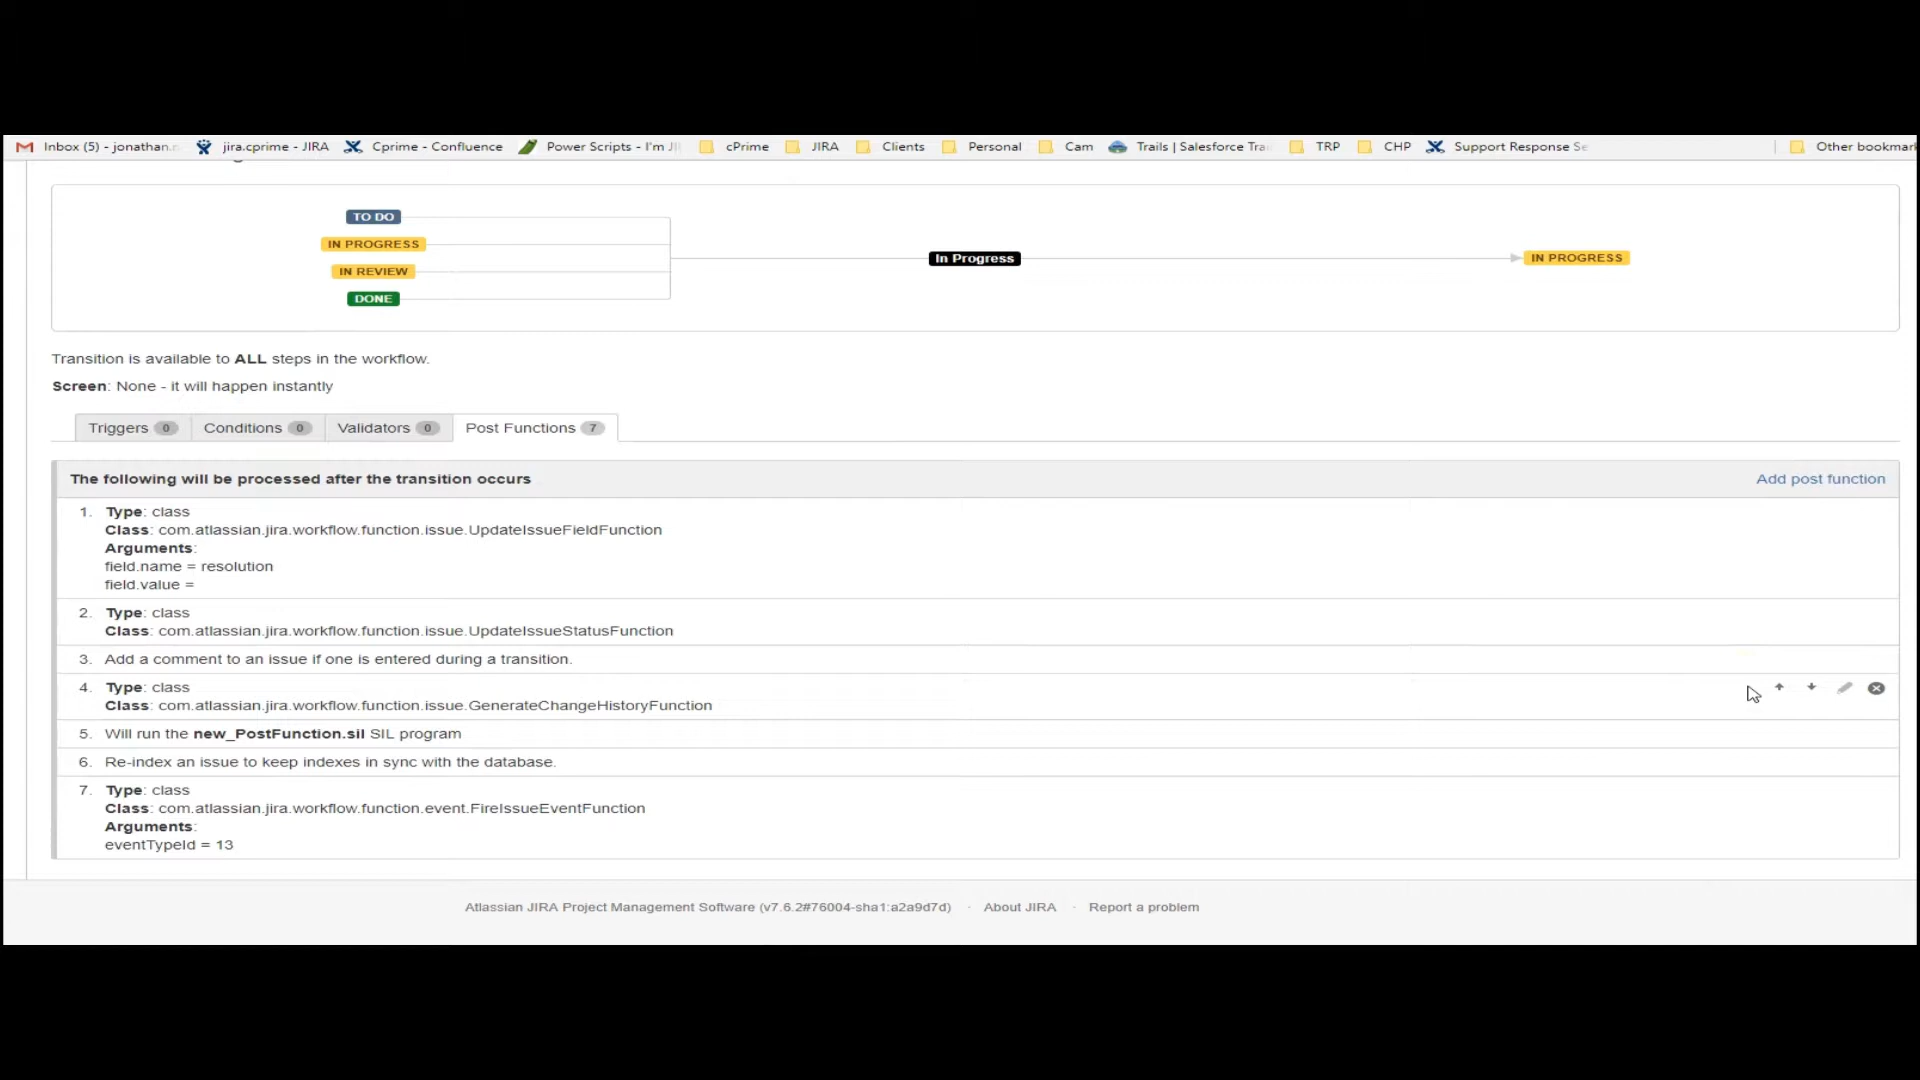 Inbox (5) - jonathan. jira.cprime - JIRA Cprime - Confluence Power Scripts - I'm cPrime JIRA Clients Personal Cam Trails | Salesforce TRP CHP Support Response Other bookmark
TO DO
IN PROGRESS
IN REVIEW
DONE
In Progress
IN PROGRESS
Transition is available to ALL steps in the workflow.
Screen: None - it will happen instantly
Triggers 0 Conditions 0 Validators 0 Post Functions 7
The following will be processed after the transition occurs Add post function
1. Type: class
Class: com.atlassian.jira.workflow.function.issue.UpdateIssueFieldFunction
Arguments:
field.name = resolution
field.value =
2. Type: class
Class: com.atlassian.jira.workflow.function.issue.UpdateIssueStatusFunction
3. Add a comment to an issue if one is entered during a transition.
4. Type: class
Class: com.atlassian.jira.workflow.function.issue.GenerateChangeHistoryFunction
5. Will run the new_PostFunction.sil SIL program
6. Re-index an issue to keep indexes in sync with the database.
7. Type: class
Class: com.atlassian.jira.workflow.function.event.FireIssueEventFunction
Arguments:
eventTypeId = 13
Atlassian JIRA Project Management Software (v7.6.2#76004-sha1:a2a9d7d) · About JIRA · Report a problem